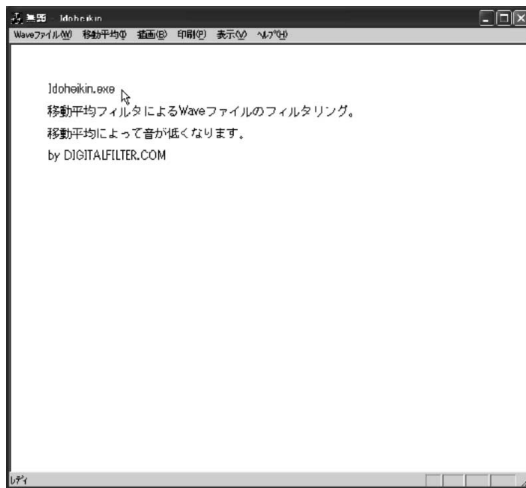 無題 - Idoheikin
Waveファイル(W) 移動平均(I) 描画(E) 印刷(P) 表示(V) ﾍﾙﾌﾟ(H)
Idoheikin.exe
移動平均フィルタによるWaveファイルのフィルタリング。
移動平均によって音が低くなります。
by DIGITALFILTER.COM
ﾚﾃﾞｨ